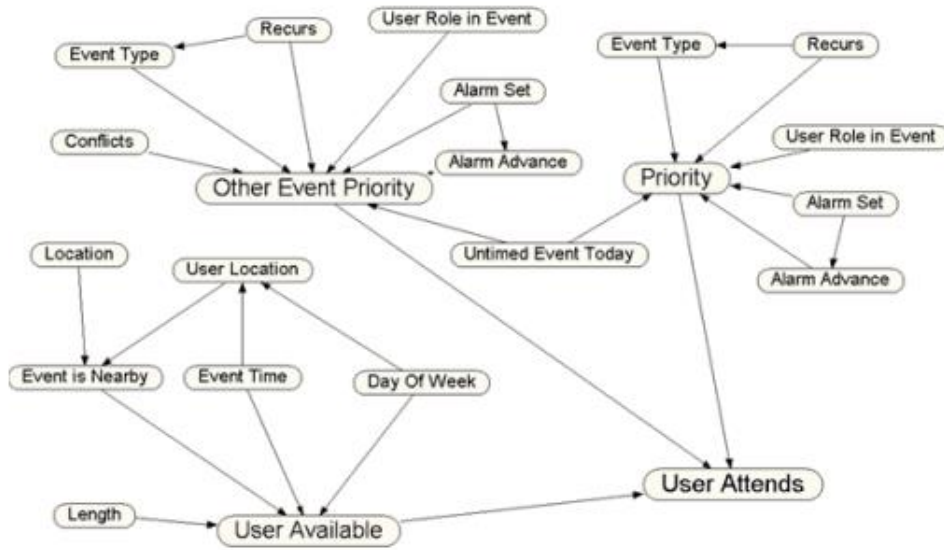 User Role in Event
Recurs
Event Type
Event Type
Recurs
Alarm Set
Conflicts
User Role in Event
Alarm Advance
Other Event Priority
Priority
Alarm Set
Location
Untimed Event Today
User Location
Alarm Advance
Event is Nearby
Event Time
Day Of Week
User Attends
Length
User Available